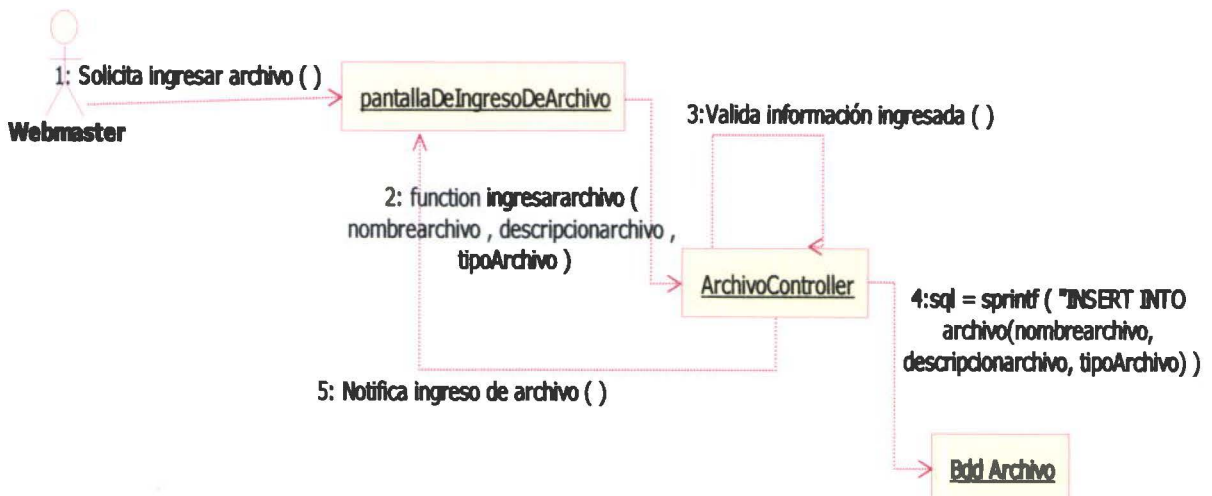 1: Solicita ingresar archivo ( )
Webmaster
pantallaDeIngresoDeArchivo
3:Valida información ingresada ( )
2: function ingresararchivo (
nombrearchivo , descripcionarchivo ,
tipoArchivo )
ArchivoController
4:sql = sprintf ( "INSERT INTO
archivo(nombrearchivo,
descripcionarchivo, tipoArchivo) )
5: Notifica ingreso de archivo ( )
Bdd Archivo